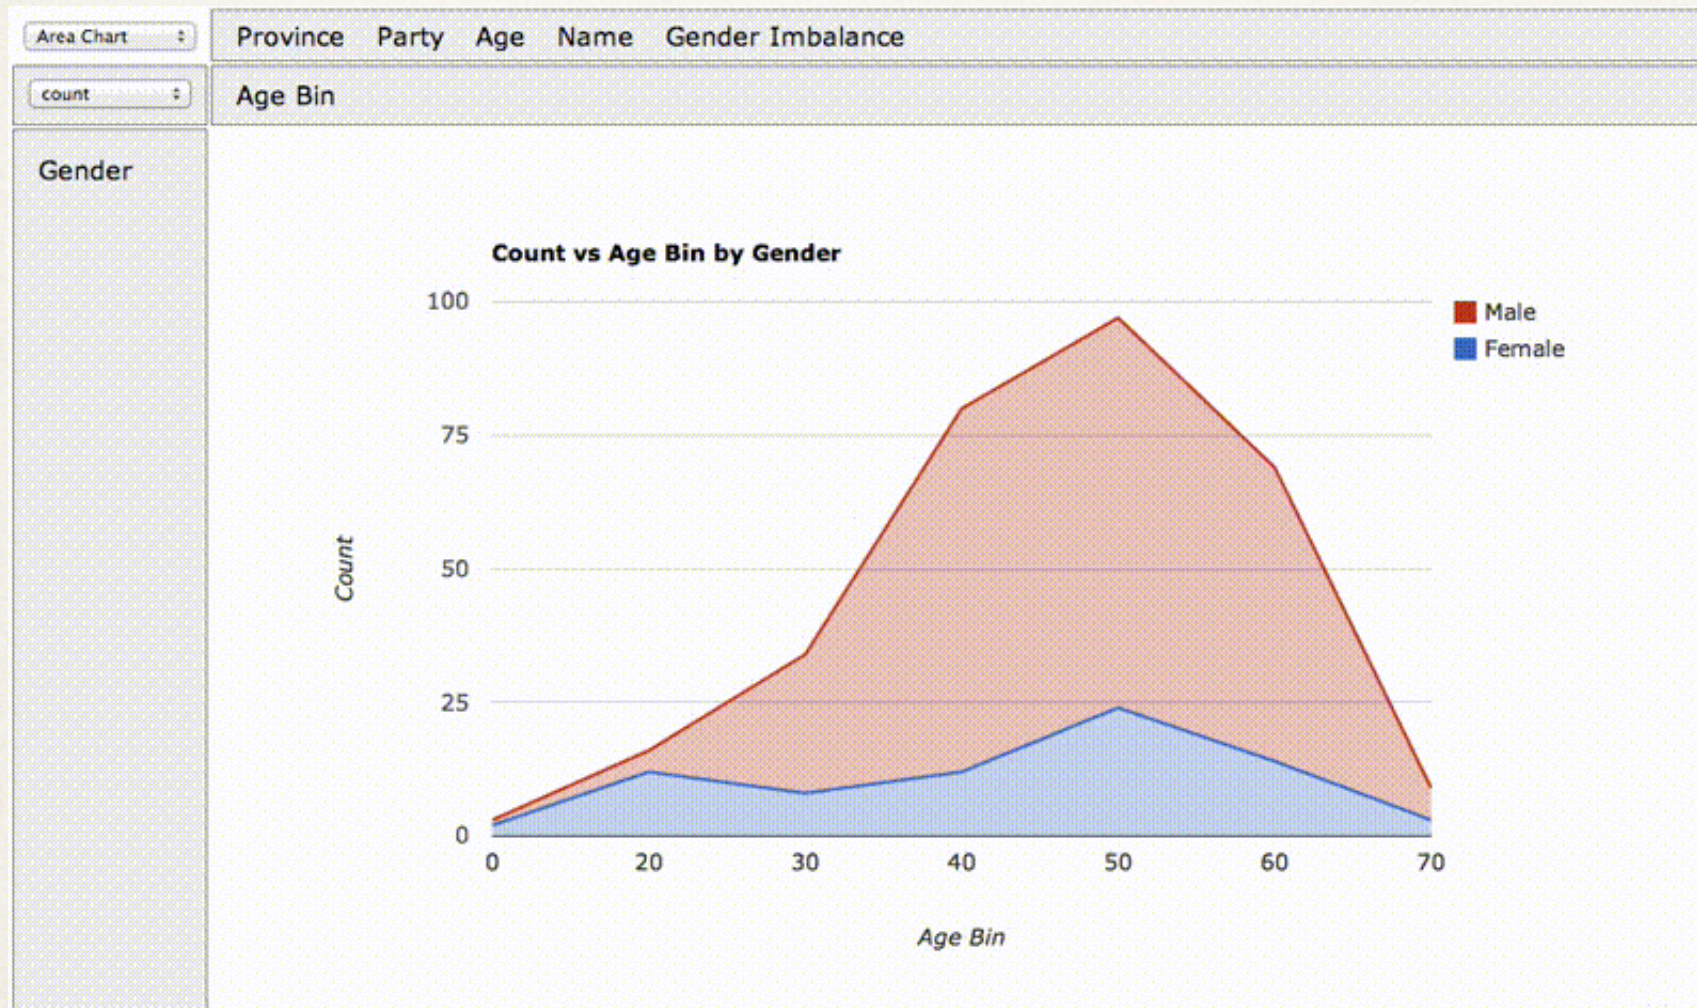 Area Chart
Province Party Age Name Gender Imbalance
count
Age Bin
Gender
Count vs Age Bin by Gender
100
75
50
25
0
Count
0 20 30 40 50 60 70
Age Bin
Male
Female